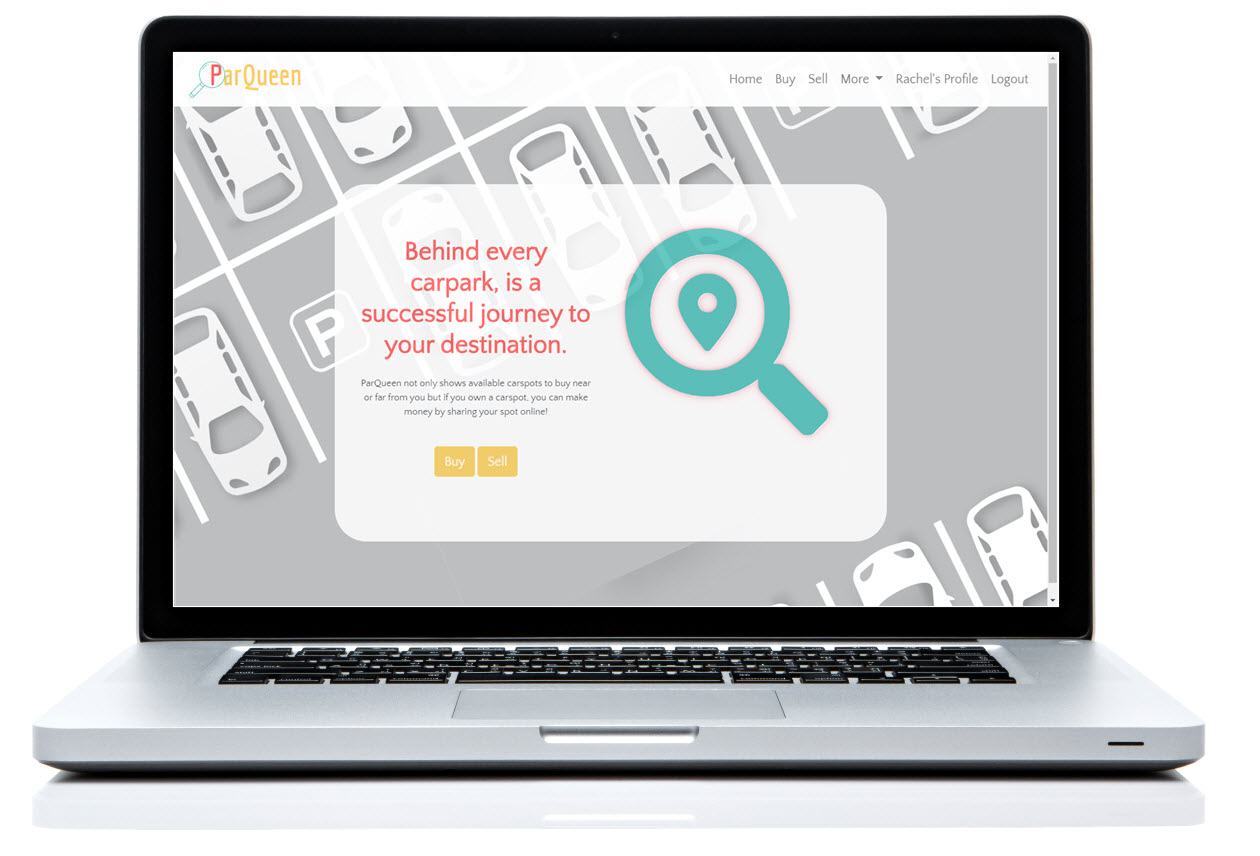 ParQueen
Home Buy Sell More Rachel's Profile Logout
P
Behind every
carpark, is a
successful journey to
your destination.
P
ParQueen not only shows available carspots to buy near
or far from you but if you own a carspot, you can make
money by sharing your spot online!
Buy Sell
command option